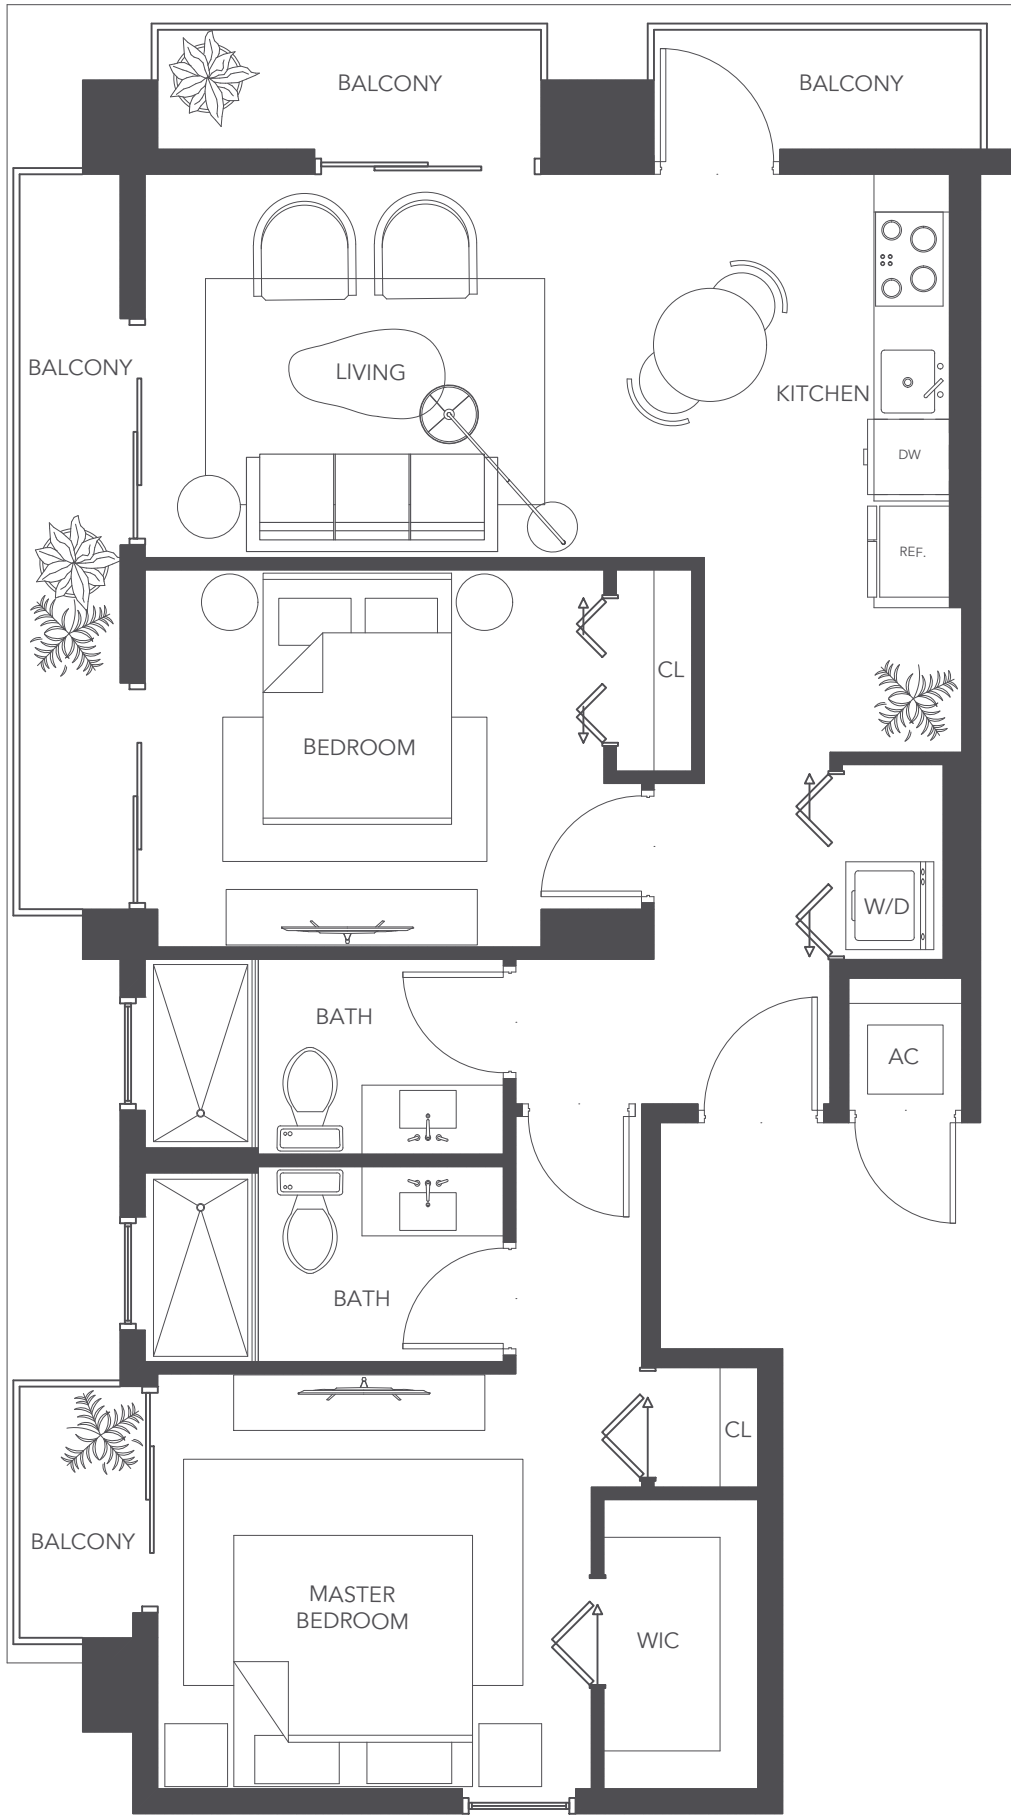 BALCONY
BALCONY
BALCONY
LIVING
KITCHEN
DW
REF.
CL
BEDROOM
W/D
BATH
AC
BATH
CL
BALCONY
MASTER
BEDROOM
WIC